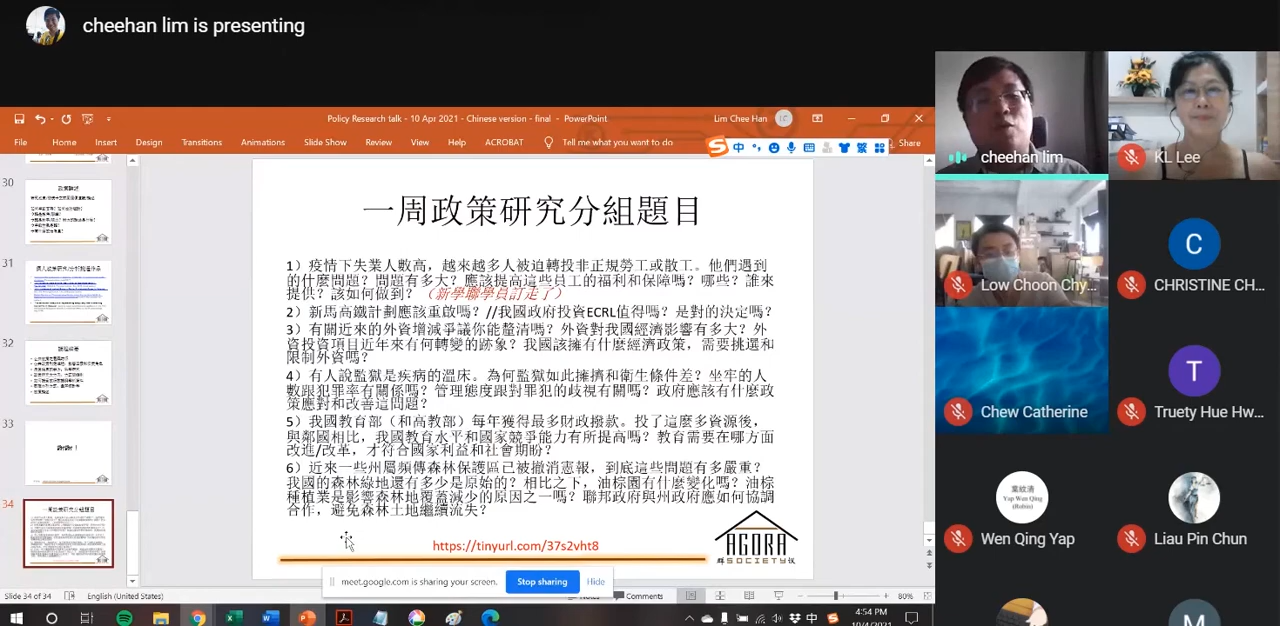 cheehan lim is presenting
Policy Research talk - 10 Apr 2021 - Chinese version - final - PowerPoint
Lim Chee Han
LC
File Home Insert Design Transitions Animations Slide Show Review View Help ACROBAT Tell me what you want to do
中
繁
Share
30
31
32
33
34
一周政策研究分組題目
1）疫情下失業人數高，越來越多人被迫轉投非正規勞工或散工。他們遇到
的什麼問題？問題有多大？應該提高這些員工的福利和保障嗎？哪些？誰來
提供？該如何做到？（新學聯會員訂走了）
2）新馬高鐵計劃應該重啟嗎？//我國政府投資ECRL值得嗎？是對的決定嗎？
3）有關近來的外資增減爭議你能釐清嗎？外資對我國經濟影響有多大？外
資投資項目近年來有何轉變的跡象？我國該擁有什麼經濟政策，需要挑選和
限制外資嗎？
4）有人說監獄是疾病的溫床。為何監獄如此擁擠和衛生條件差？坐牢的人
數跟犯罪率有關係嗎？管理態度跟對罪犯的歧視有關嗎？政府應該有什麼政
策應對和改善這問題？
5）我國教育部（和高教部）每年獲得最多財政撥款。投了這麼多資源後，
與鄰國相比，我國教育水平和國家競爭能力有所提高嗎？教育需要在哪方面
改進/改革，才符合國家利益和社會期盼？
6）近來一些州屬頻傳森林保護區已被撤消憲報，到底這些問題有多嚴重？
我國的森林綠地還有多少是原始的？相比之下，油棕園有什麼變化嗎？油棕
種植業是影響森林地覆蓋減少的原因之一嗎？聯邦政府與州政府應如何協調
合作，避免森林土地繼續流失？
https://tinyurl.com/37s2vht8
AGORA
SOCIETY
meet.google.com is sharing your screen.
Stop sharing
Hide
Slide 34 of 34
English (United States)
Notes
Comments
80%
4:54 PM
10/4/2021
cheehan lim
KL Lee
Low Choon Chy...
C
CHRISTINE CH...
Chew Catherine
T
Truety Hue Hw...
葉紋清
Yap Wen Qing
Wen Qing Yap
Liau Pin Chun
M